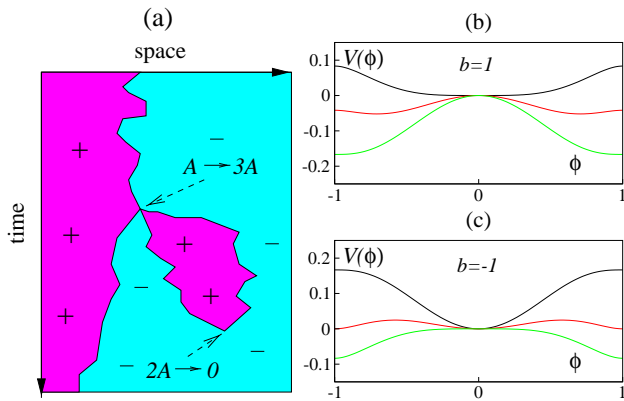 (a)
space
time
+
−
A → 3A
+
+
−
−
+
+
−
−
2A → 0
(b)
V(ϕ)
b=1
0.1
0
-0.1
-0.2
ϕ
-1
0
1
(c)
V(ϕ)
b=-1
0.2
0.1
0
-0.1
ϕ
-1
0
1